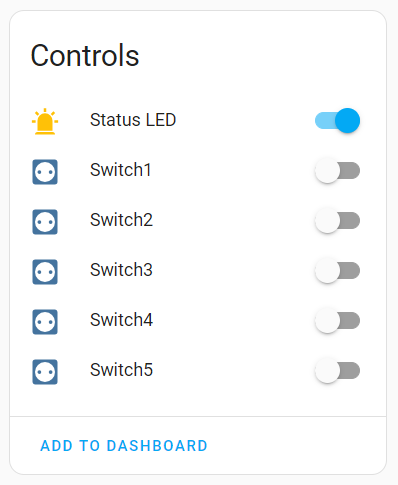 Controls
Status LED
Switch1
Switch2
Switch3
Switch4
Switch5
ADD TO DASHBOARD